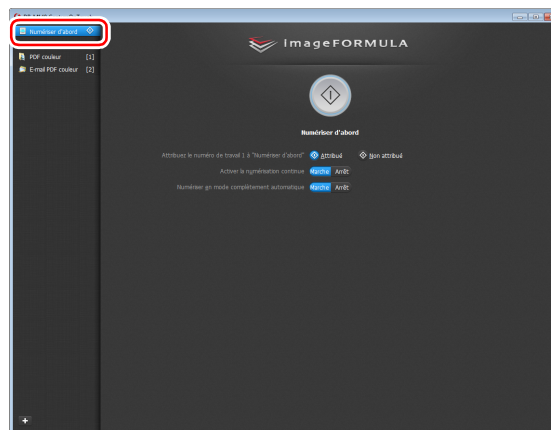 Numériser d'abord
PDF couleur [1]
E-mail PDF couleur [2]
imageFORMULA
Numériser d'abord
Attribuez le numéro de travail 1 à "Numériser d'abord" Attribué Non attribué
Activer la numérisation continue Marche Arrêt
Numériser en mode complètement automatique Marche Arrêt